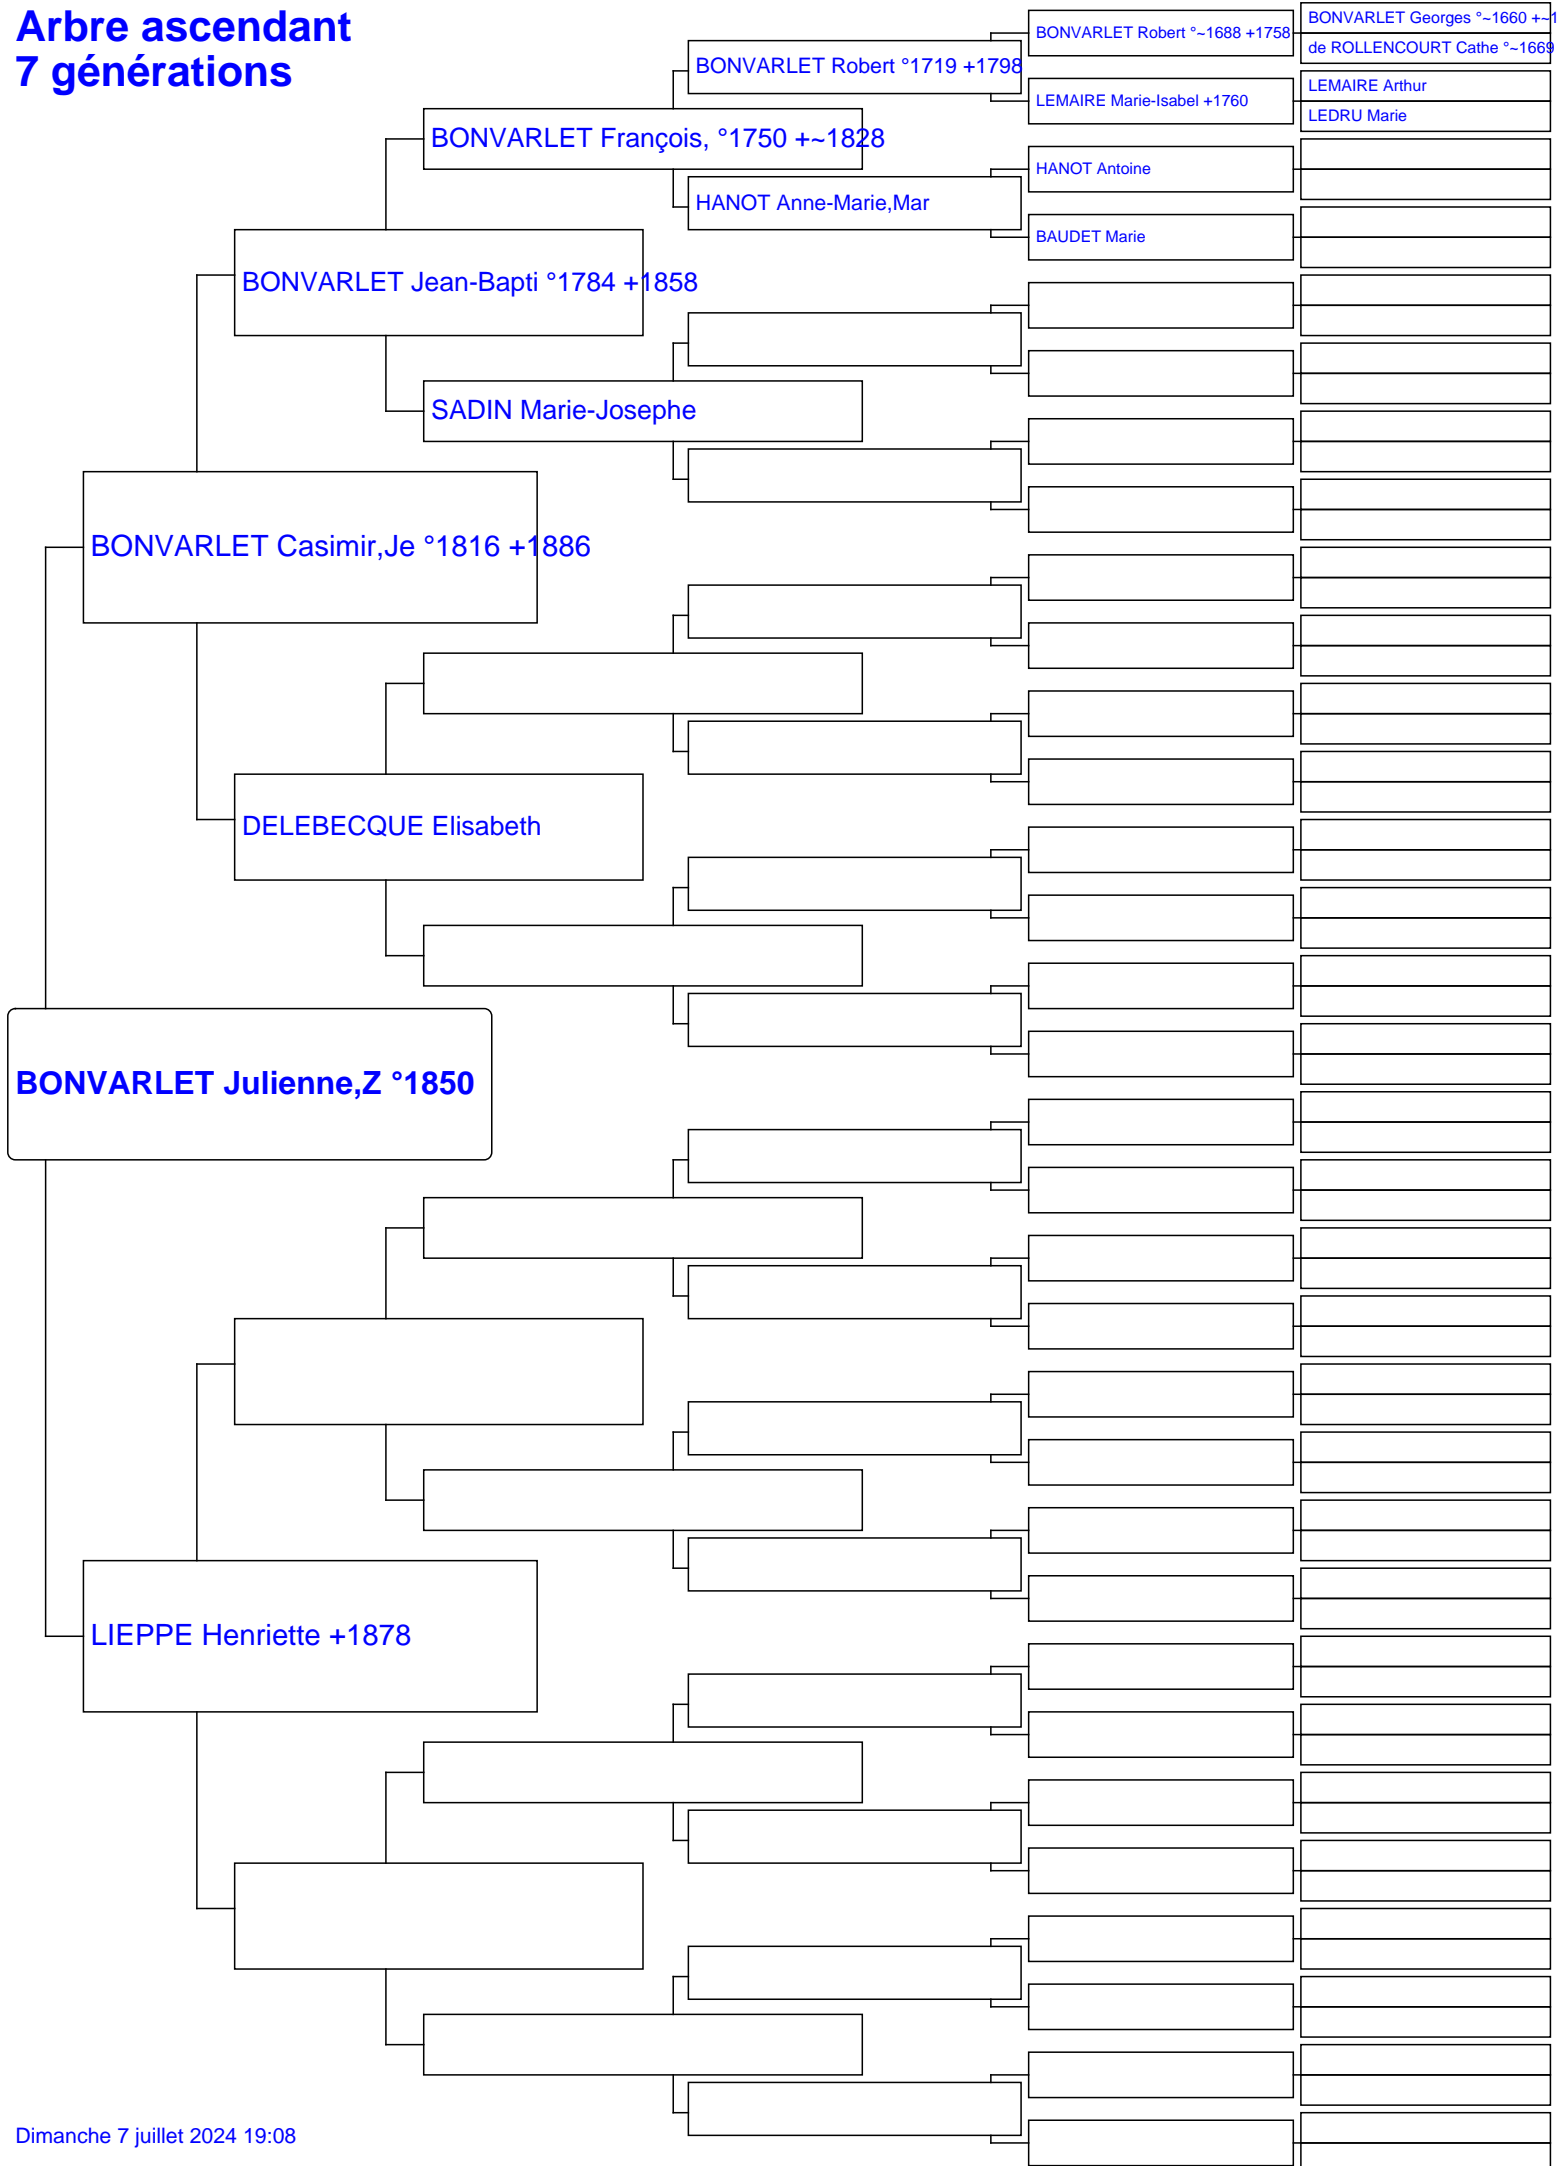 Arbre ascendant
7 générations
BONVARLET Georges °~1660 +~1
BONVARLET Robert °~1688 +1758
de ROLLENCOURT Cathe °~1669
BONVARLET Robert °1719 +1798
LEMAIRE Arthur
LEMAIRE Marie-Isabel +1760
LEDRU Marie
BONVARLET François, °1750 +~1828
HANOT Antoine
HANOT Anne-Marie,Mar
BAUDET Marie
BONVARLET Jean-Bapti °1784 +1858
SADIN Marie-Josephe
BONVARLET Casimir,Je °1816 +1886
DELEBECQUE Elisabeth
BONVARLET Julienne,Z °1850
LIEPPE Henriette +1878
Dimanche 7 juillet 2024 19:08